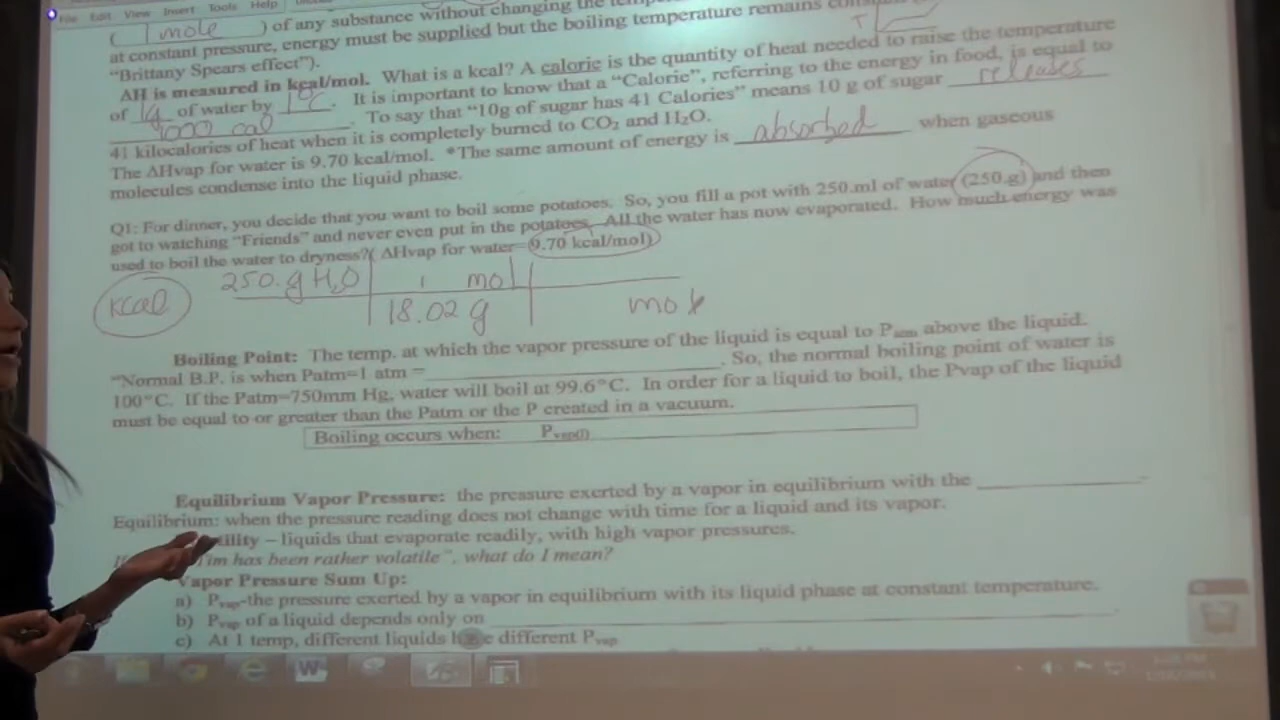 File Edit View Insert Tools Help
( 1 mole ) of any substance without changing the
at constant pressure, energy must be supplied but the boiling temperature remains
"Brittany Spears effect").
ΔH is measured in kcal/mol. What is a kcal? A calorie is the quantity of heat needed to raise the temperature
of 1g of water by 1°C. It is important to know that a "Calorie", referring to the energy in food, is equal to
1000 cal. To say that "10g of sugar has 41 Calories" means 10 g of sugar releases
41 kilocalories of heat when it is completely burned to CO2 and H2O.
The ΔHvap for water is 9.70 kcal/mol. *The same amount of energy is absorbed when gaseous
molecules condense into the liquid phase.
Q1: For dinner, you decide that you want to boil some potatoes. So, you fill a pot with 250.ml of water (250.g) and then
got to watching "Friends" and never even put in the potatoes. All the water has now evaporated. How much energy was
used to boil the water to dryness?( ΔHvap for water=9.70 kcal/mol)
250. g H2O 1 mol
kcal 18.02 g mol
Boiling Point: The temp. at which the vapor pressure of the liquid is equal to Patm above the liquid.
"Normal B.P. is when Patm=1 atm = ____. So, the normal boiling point of water is
100°C. If the Patm=750mm Hg, water will boil at 99.6°C. In order for a liquid to boil, the Pvap of the liquid
must be equal to or greater than the Patm or the P created in a vacuum.
Boiling occurs when: Pvap(l)
Equilibrium Vapor Pressure: the pressure exerted by a vapor in equilibrium with the ____
Equilibrium: when the pressure reading does not change with time for a liquid and its vapor.
ility – liquids that evaporate readily, with high vapor pressures.
Tim has been rather volatile", what do I mean?
Vapor Pressure Sum Up:
a) Pvap-the pressure exerted by a vapor in equilibrium with its liquid phase at constant temperature.
b) Pvap of a liquid depends only on ____.
c) At 1 temp, different liquids have different Pvap